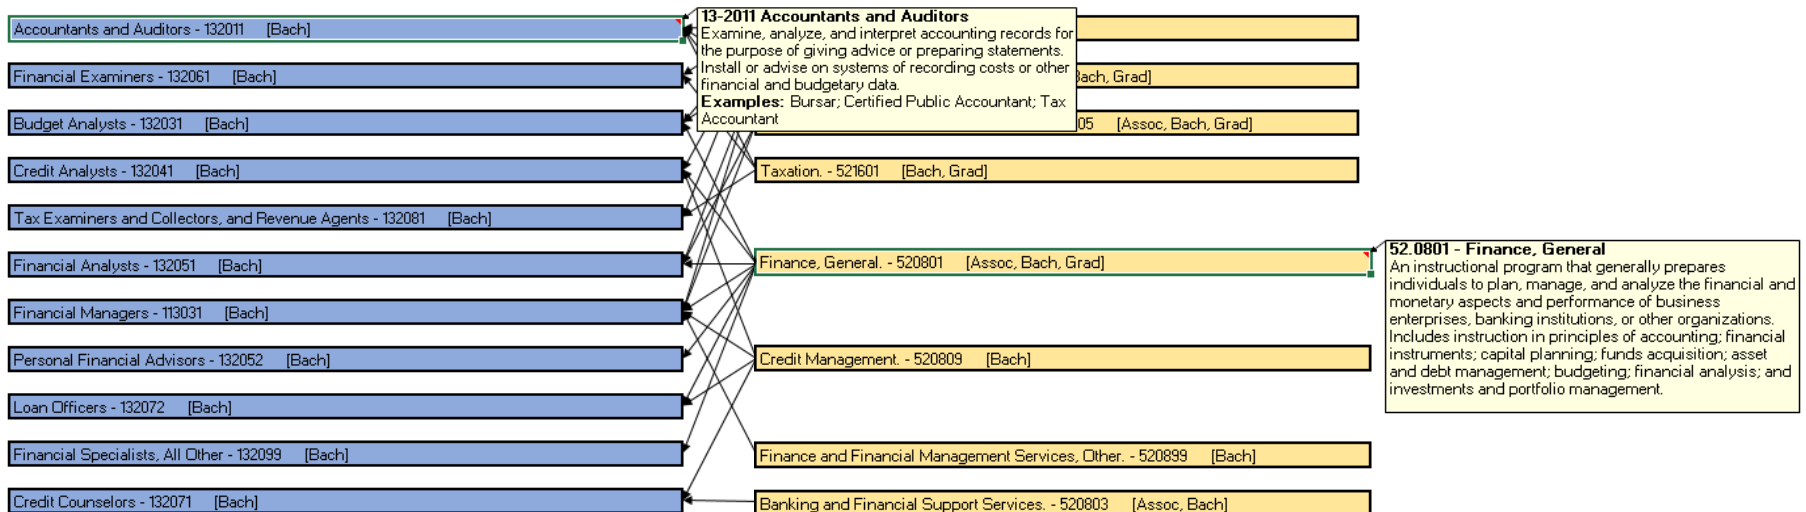 Accountants and Auditors - 132011 [Bach]
13-2011 Accountants and Auditors
Examine, analyze, and interpret accounting records for
the purpose of giving advice or preparing statements.
Install or advise on systems of recording costs or other
financial and budgetary data.
Examples: Bursar; Certified Public Accountant; Tax
Accountant
Financial Examiners - 132061 [Bach]
Bach, Grad]
Budget Analysts - 132031 [Bach]
05 [Assoc, Bach, Grad]
Credit Analysts - 132041 [Bach]
Taxation. - 521601 [Bach, Grad]
Tax Examiners and Collectors, and Revenue Agents - 132081 [Bach]
Financial Analysts - 132051 [Bach]
Finance, General. - 520801 [Assoc, Bach, Grad]
52.0801 - Finance, General
An instructional program that generally prepares
individuals to plan, manage, and analyze the financial and
monetary aspects and performance of business
enterprises, banking institutions, or other organizations.
Includes instruction in principles of accounting; financial
instruments; capital planning; funds acquisition; asset
and debt management; budgeting; financial analysis; and
investments and portfolio management.
Financial Managers - 113031 [Bach]
Personal Financial Advisors - 132052 [Bach]
Credit Management. - 520809 [Bach]
Loan Officers - 132072 [Bach]
Financial Specialists, All Other - 132099 [Bach]
Finance and Financial Management Services, Other. - 520899 [Bach]
Credit Counselors - 132071 [Bach]
Banking and Financial Support Services. - 520803 [Assoc, Bach]